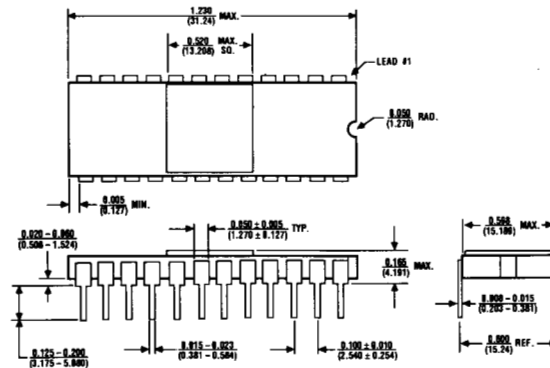 1.230
(31.24) MAX.
0.520
(13.208) MAX. SQ.
LEAD #1
0.050
(1.270) RAD.
0.005
(0.127) MIN.
0.020 – 0.060
(0.508 – 1.524)
0.050 ± 0.005
(1.270 ± 0.127) TYP.
0.165
(4.191) MAX.
MAX.
0.008 – 0.015
(0.203 – 0.381)
0.125 – 0.200
0.015 – 0.023
(0.381 – 0.584)
0.100 ± 0.010
(2.540 ± 0.254)
0.600
(15.24) REF.